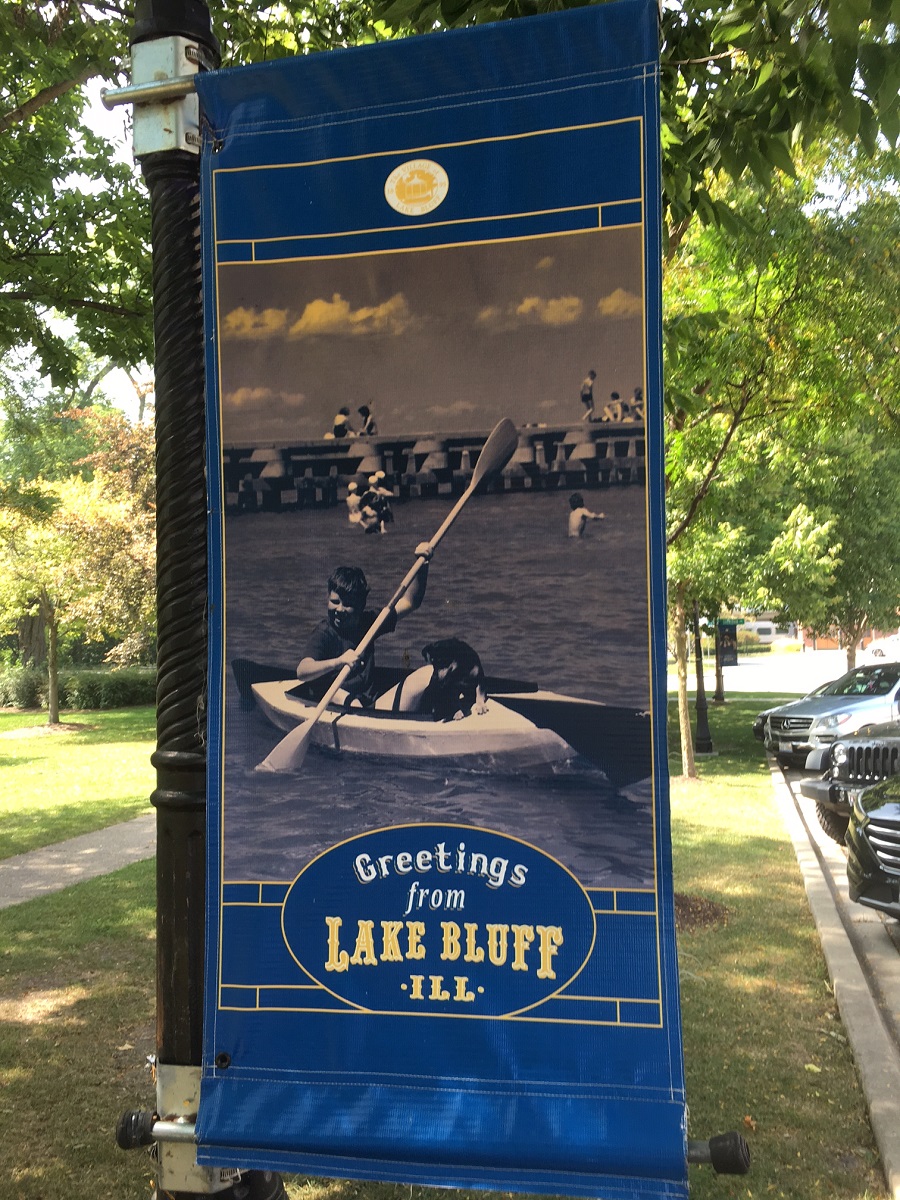 Greetings
from
LAKE BLUFF
·ILL·